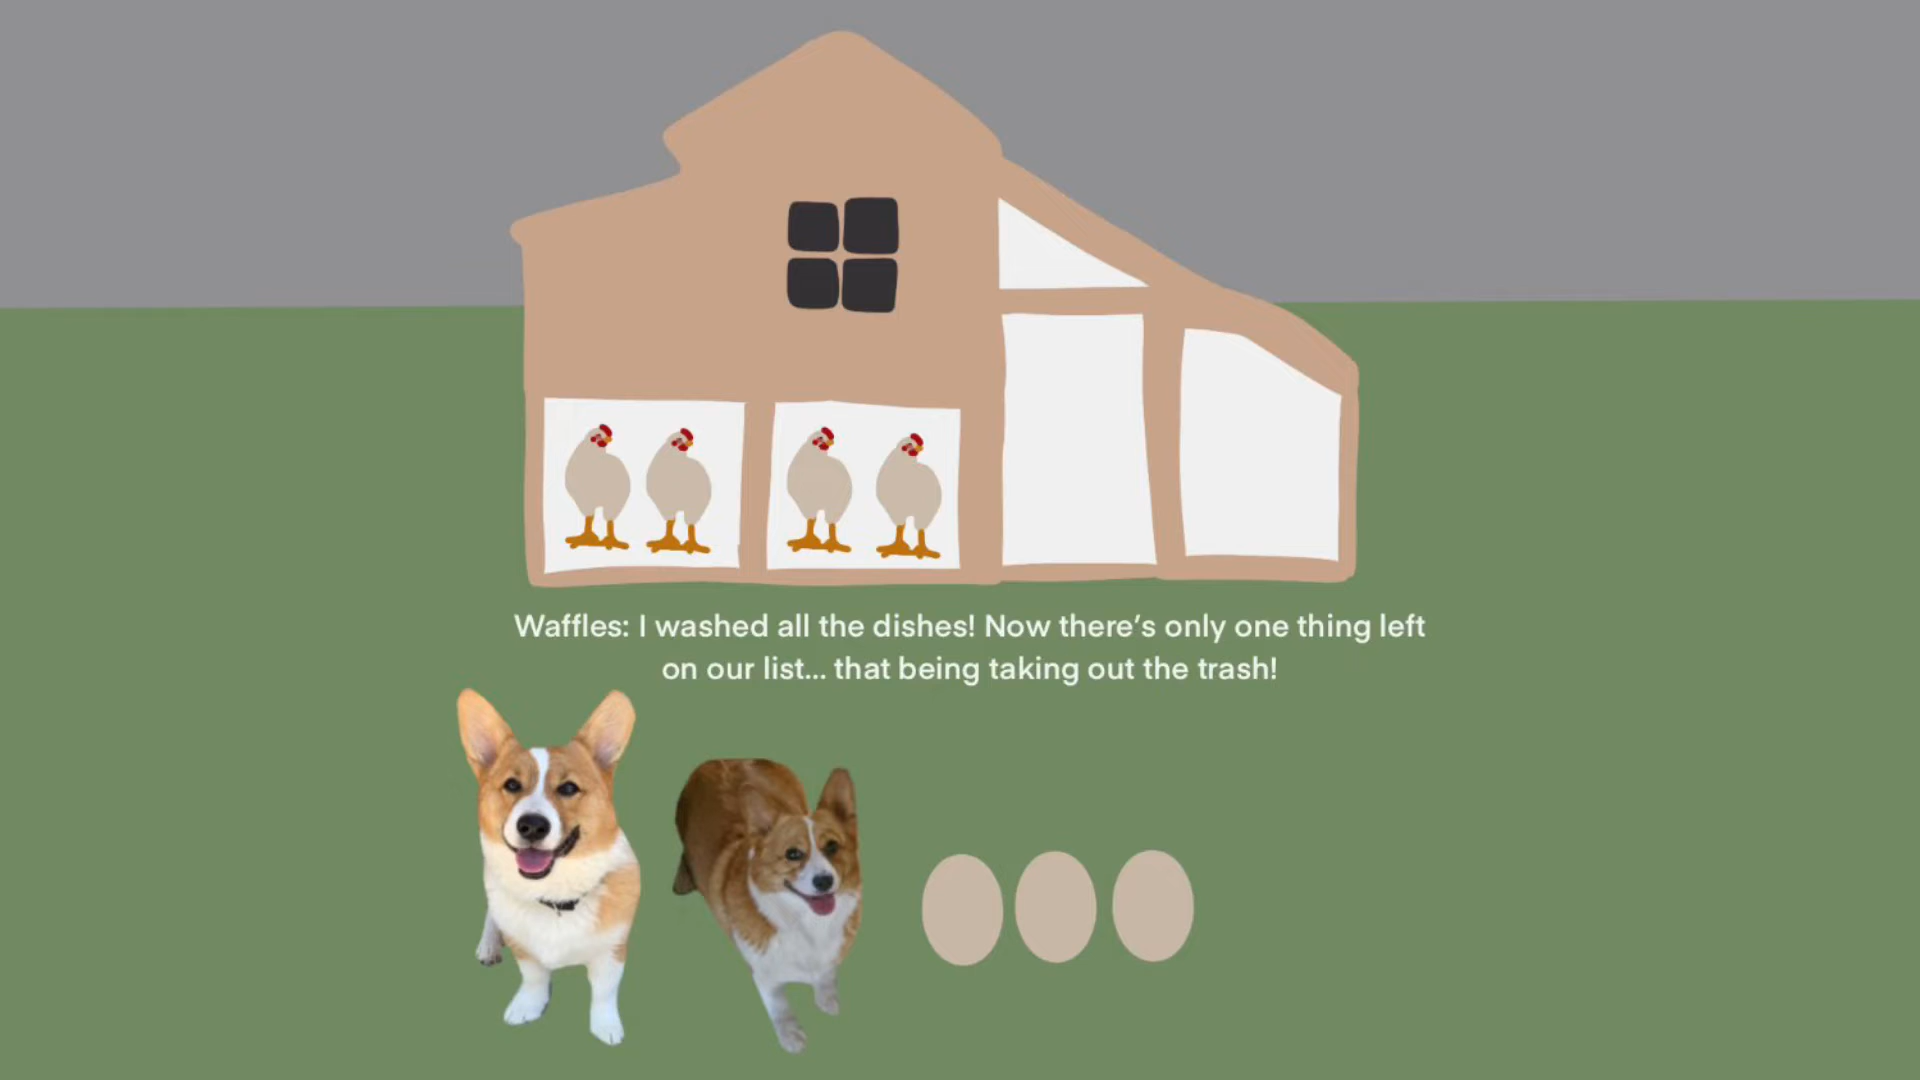 Waffles: I washed all the dishes! Now there’s only one thing left
on our list... that being taking out the trash!